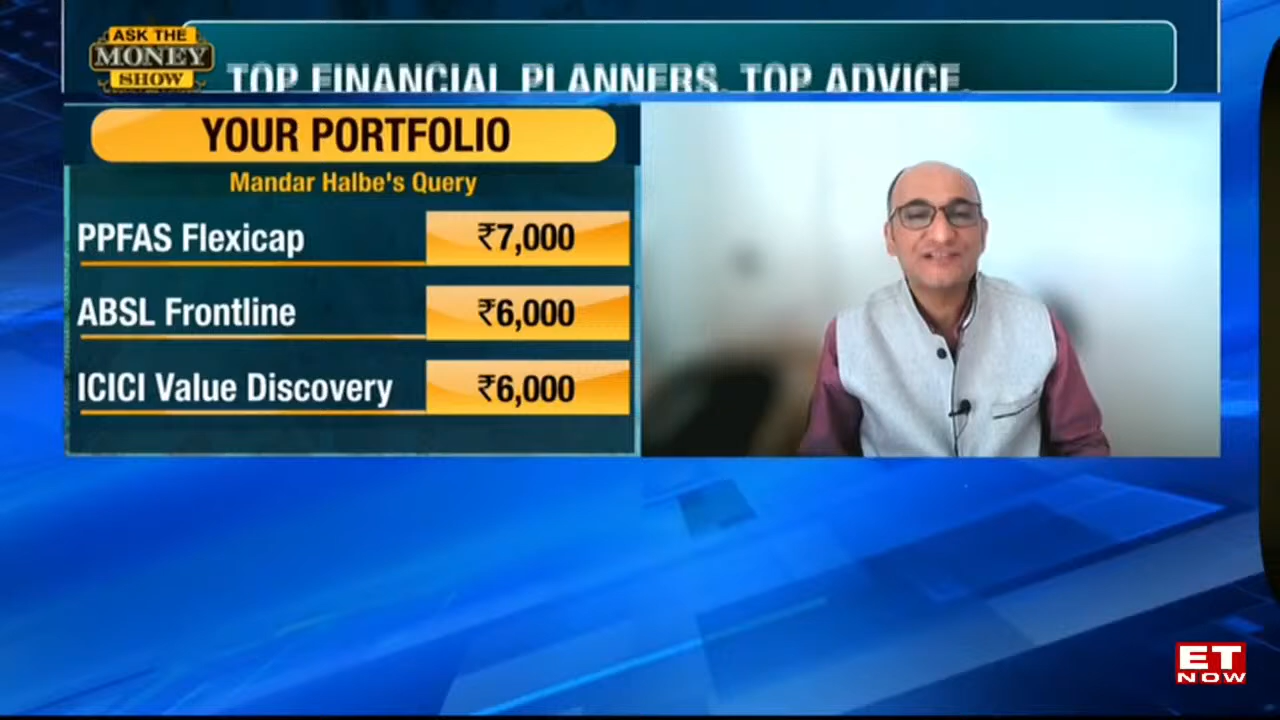 ASK THE
MONEY
SHOW
TOP FINANCIAL PLANNERS. TOP ADVICE.
YOUR PORTFOLIO
Mandar Halbe's Query
PPFAS Flexicap ₹7,000
ABSL Frontline ₹6,000
ICICI Value Discovery ₹6,000
ET
NOW